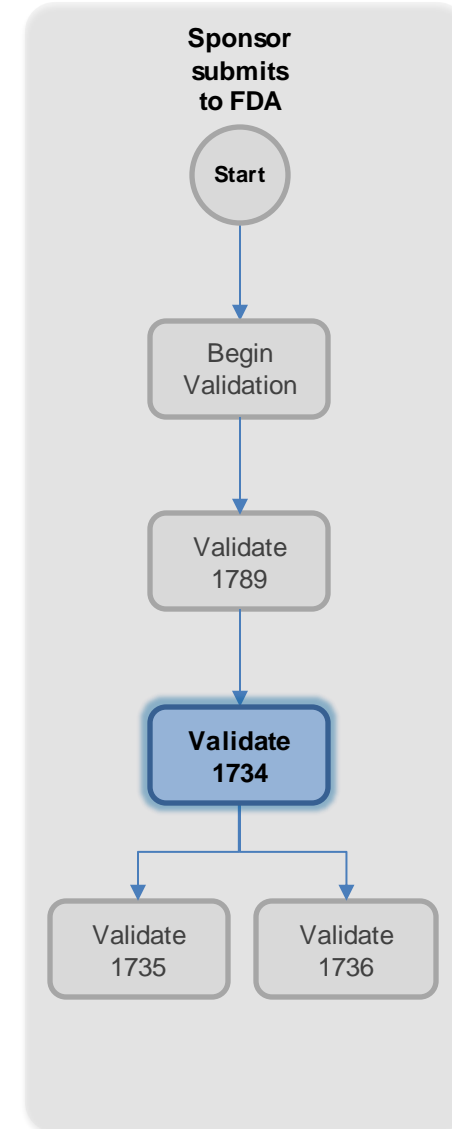 Sponsor
submits
to FDA
Start
Begin
Validation
Validate
1789
Validate
1734
Validate
1735
Validate
1736